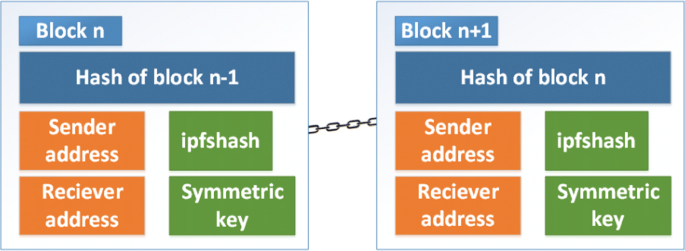 Block n
Hash of block n-1
Sender
address
ipfshash
Reciever
address
Symmetric
key
Block n+1
Hash of block n
Sender
address
ipfshash
Reciever
address
Symmetric
key